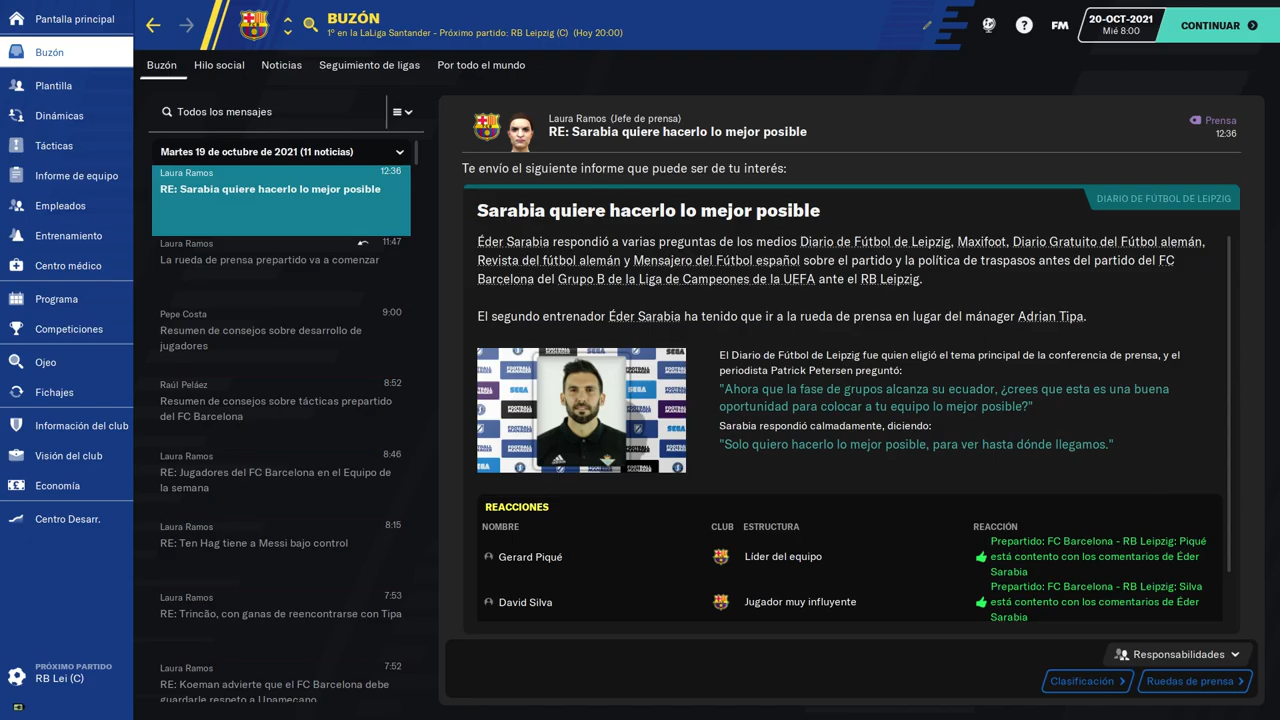 Pantalla principal
Buzón
Plantilla
Dinámicas
Tácticas
Informe de equipo
Empleados
Entrenamiento
Centro médico
Programa
Competiciones
Ojeo
Fichajes
Información del club
Visión del club
Economía
Centro Desarr.
PRÓXIMO PARTIDO
RB Lei (C)
BUZÓN
1º en la LaLiga Santander - Próximo partido: RB Leipzig (C) (Hoy 20:00)
FM
20-OCT-2021
Mié 8:00
CONTINUAR
Buzón Hilo social Noticias Seguimiento de ligas Por todo el mundo
Todos los mensajes
Martes 19 de octubre de 2021 (11 noticias)
Laura Ramos 12:36
RE: Sarabia quiere hacerlo lo mejor posible
Laura Ramos 11:47
La rueda de prensa prepartido va a comenzar
Pepe Costa 9:00
Resumen de consejos sobre desarrollo de
jugadores
Raúl Peláez 8:52
Resumen de consejos sobre tácticas prepartido
del FC Barcelona
Laura Ramos 8:46
RE: Jugadores del FC Barcelona en el Equipo de
la semana
Laura Ramos 8:15
RE: Ten Hag tiene a Messi bajo control
Laura Ramos 7:53
RE: Trincão, con ganas de reencontrarse con Tipa
Laura Ramos 7:52
RE: Koeman advierte que el FC Barcelona debe
guardarle respeto a Upamecano
Laura Ramos (Jefe de prensa)
RE: Sarabia quiere hacerlo lo mejor posible
Prensa
12:36
Te envío el siguiente informe que puede ser de tu interés:
DIARIO DE FÚTBOL DE LEIPZIG
Sarabia quiere hacerlo lo mejor posible
Éder Sarabia respondió a varias preguntas de los medios Diario de Fútbol de Leipzig, Maxifoot, Diario Gratuito del Fútbol alemán,
Revista del fútbol alemán y Mensajero del Fútbol español sobre el partido y la política de traspasos antes del partido del FC
Barcelona del Grupo B de la Liga de Campeones de la UEFA ante el RB Leipzig.
El segundo entrenador Éder Sarabia ha tenido que ir a la rueda de prensa en lugar del mánager Adrian Tipa.
El Diario de Fútbol de Leipzig fue quien eligió el tema principal de la conferencia de prensa, y el
periodista Patrick Petersen preguntó:
"Ahora que la fase de grupos alcanza su ecuador, ¿crees que esta es una buena
oportunidad para colocar a tu equipo lo mejor posible?"
Sarabia respondió calmadamente, diciendo:
"Solo quiero hacerlo lo mejor posible, para ver hasta dónde llegamos."
REACCIONES
NOMBRE CLUB ESTRUCTURA REACCIÓN
Gerard Piqué Líder del equipo
Prepartido: FC Barcelona - RB Leipzig: Piqué
está contento con los comentarios de Éder
Sarabia
David Silva Jugador muy influyente
Prepartido: FC Barcelona - RB Leipzig: Silva
está contento con los comentarios de Éder
Sarabia
Responsabilidades
Clasificación
Ruedas de prensa